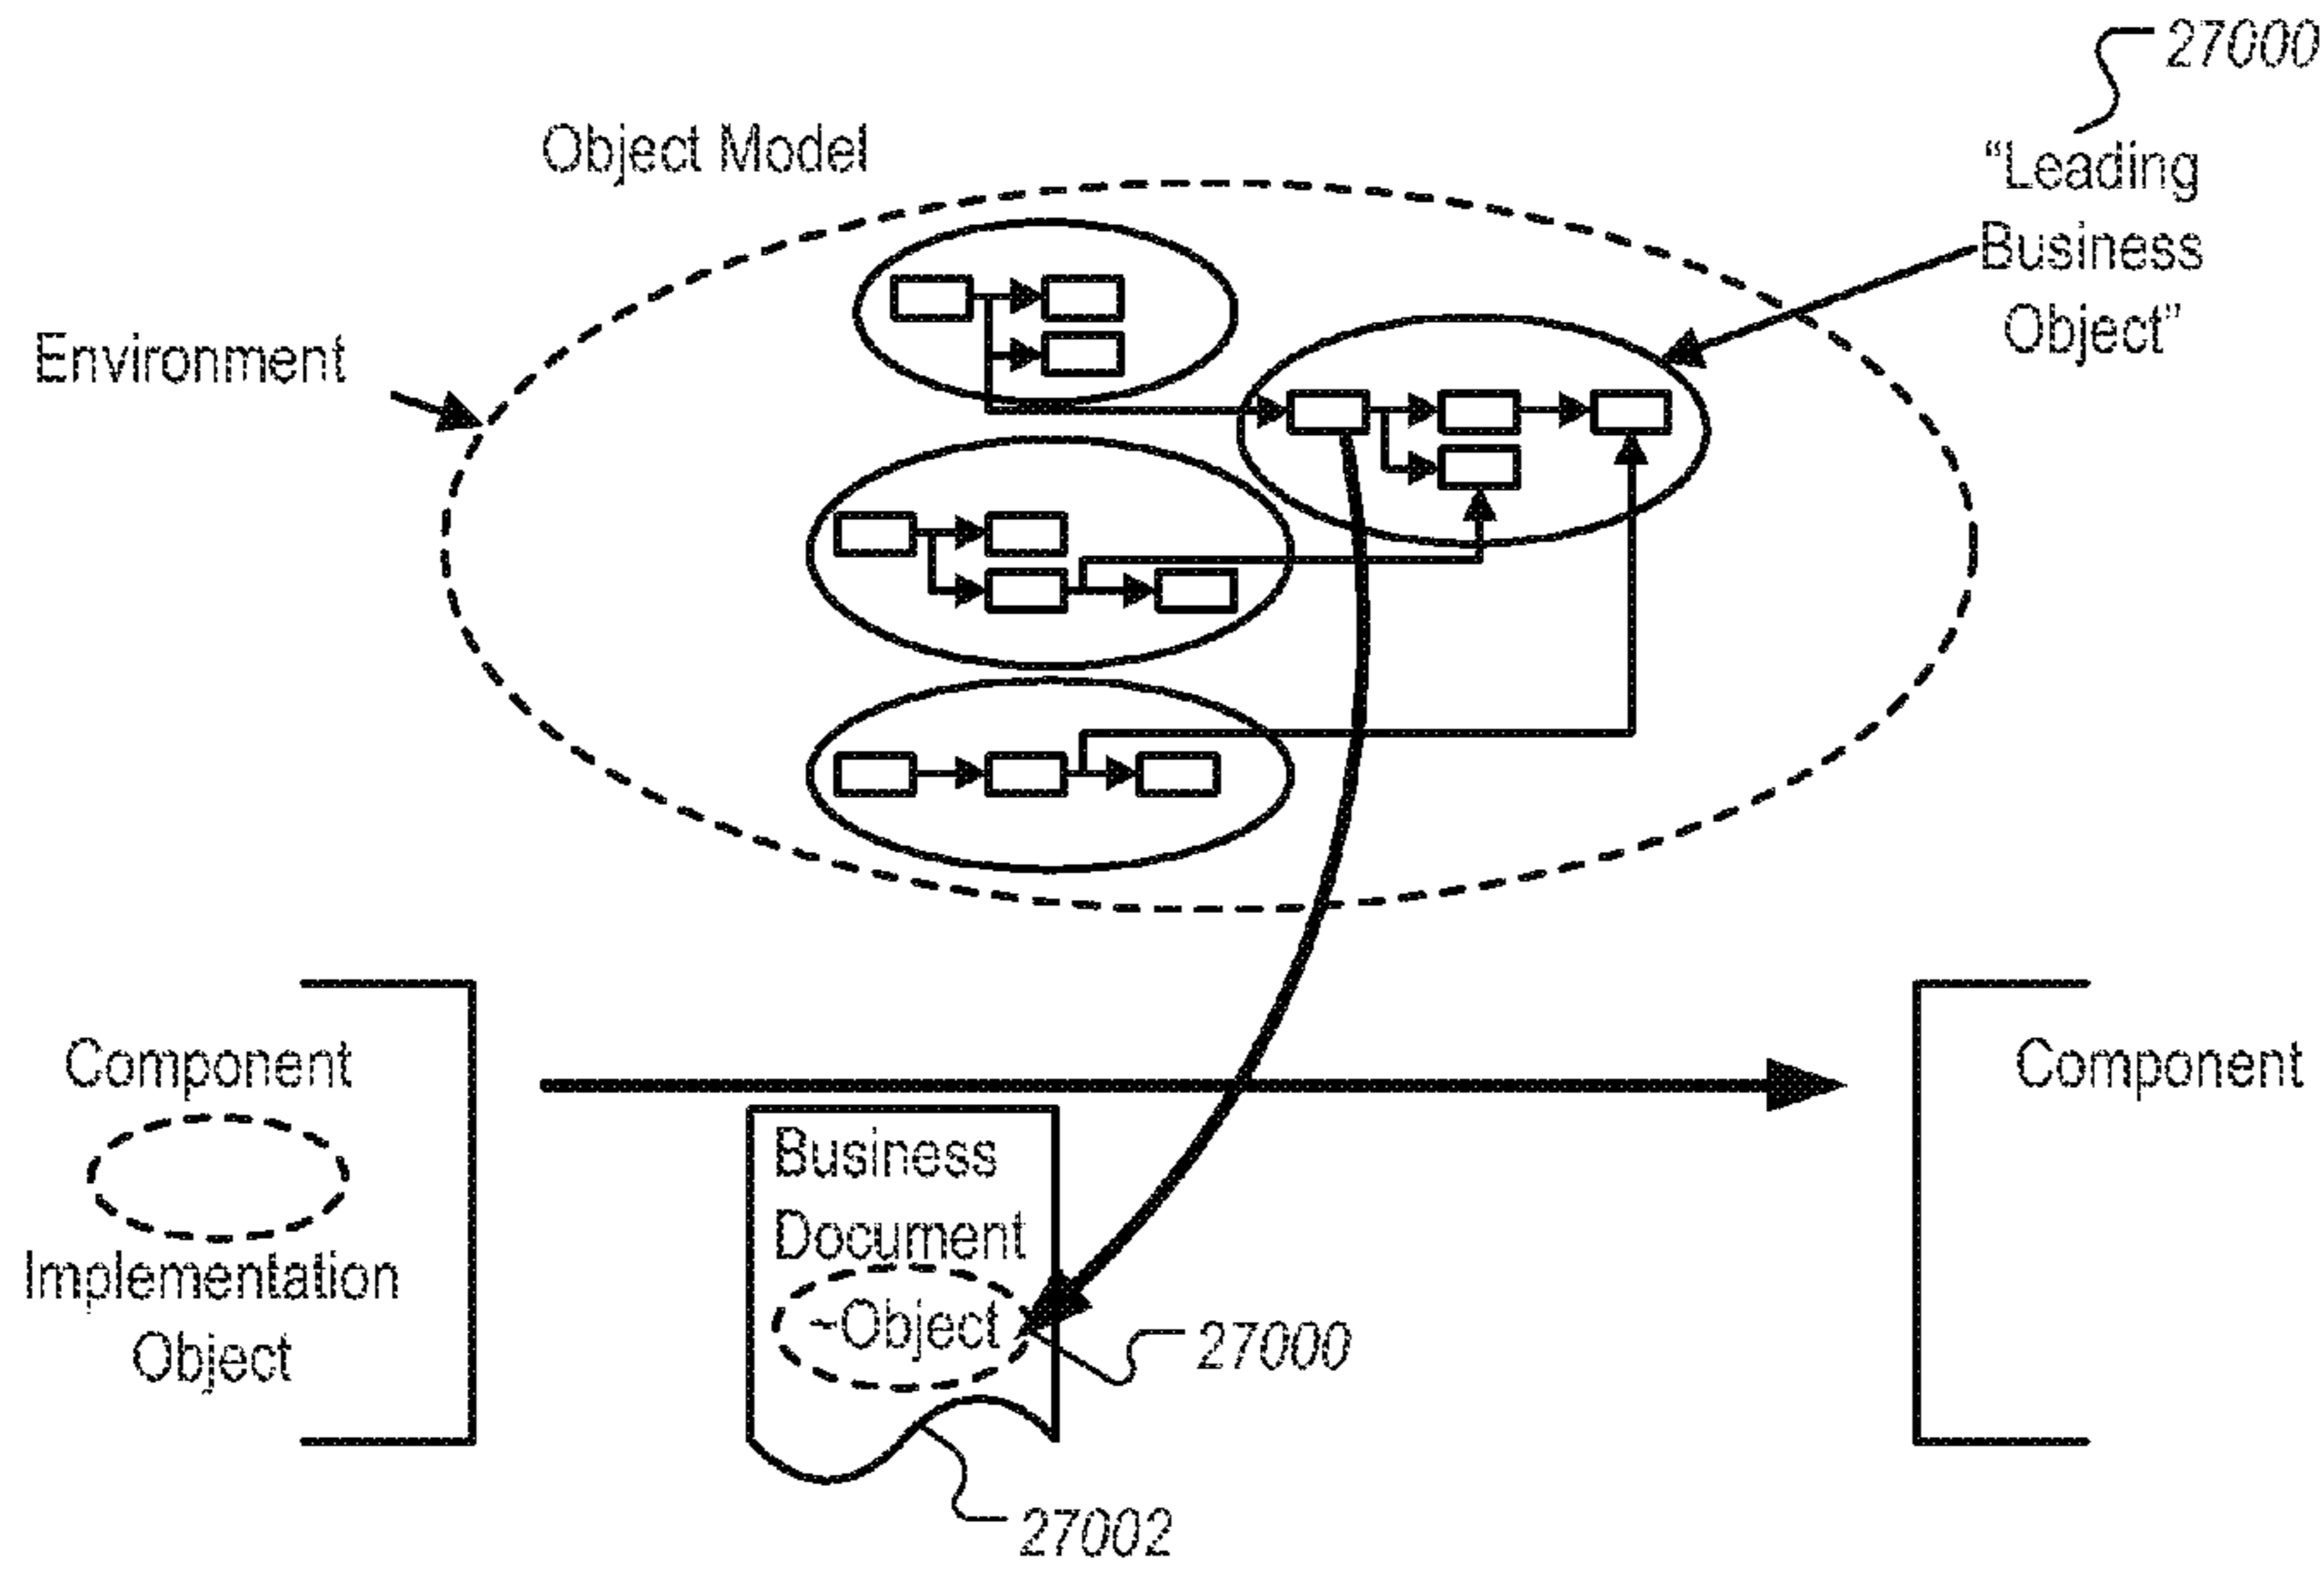 27000
Object Model
“Leading
Business
Object”
Environment
Component
Implementation
Object
Component
Business
Document
~Object
27000
27002